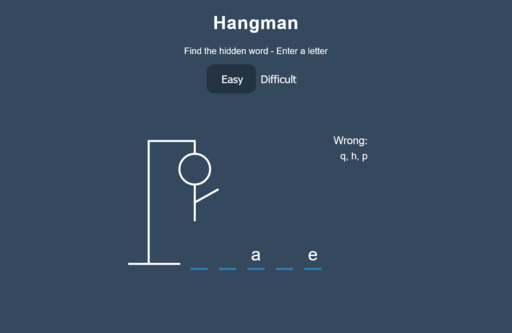 Hangman
Find the hidden word - Enter a letter
Easy Difficult
Wrong:
q, h, p
a e